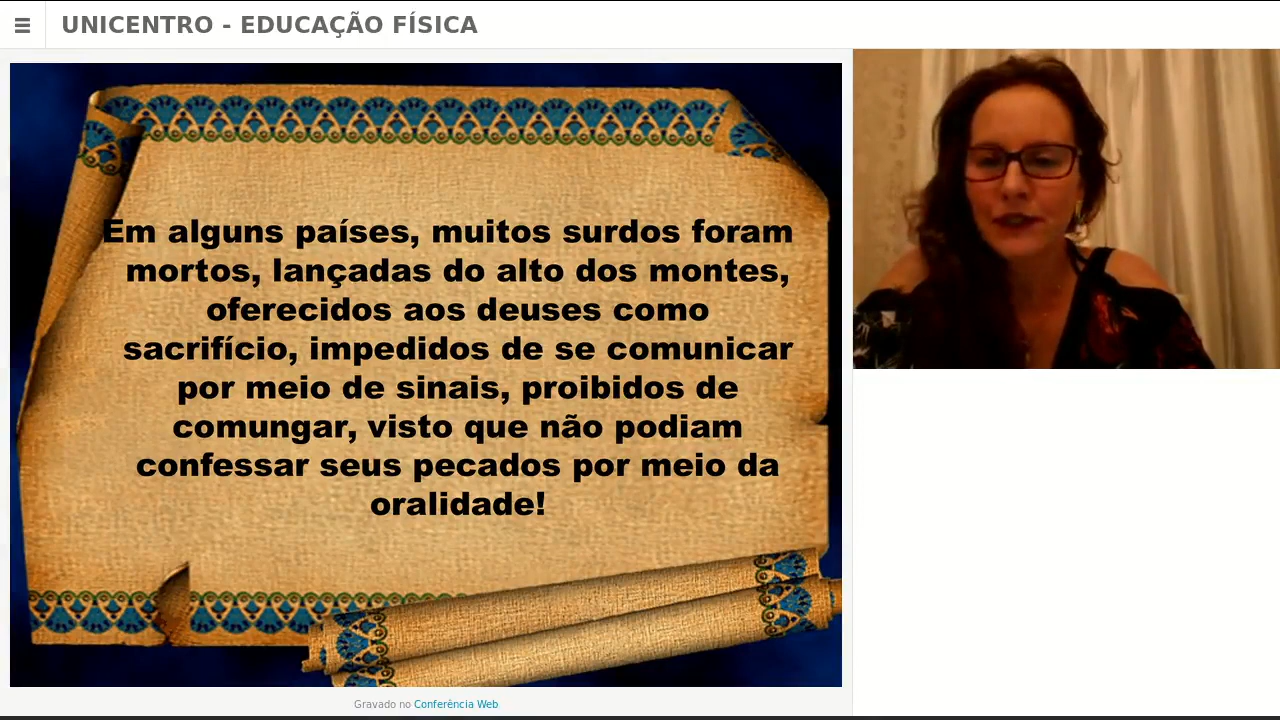 UNICENTRO - EDUCAÇÃO FÍSICA
Em alguns países, muitos surdos foram
mortos, lançadas do alto dos montes,
oferecidos aos deuses como
sacrifício, impedidos de se comunicar
por meio de sinais, proibidos de
comungar, visto que não podiam
confessar seus pecados por meio da
oralidade!
Gravado no Conferência Web